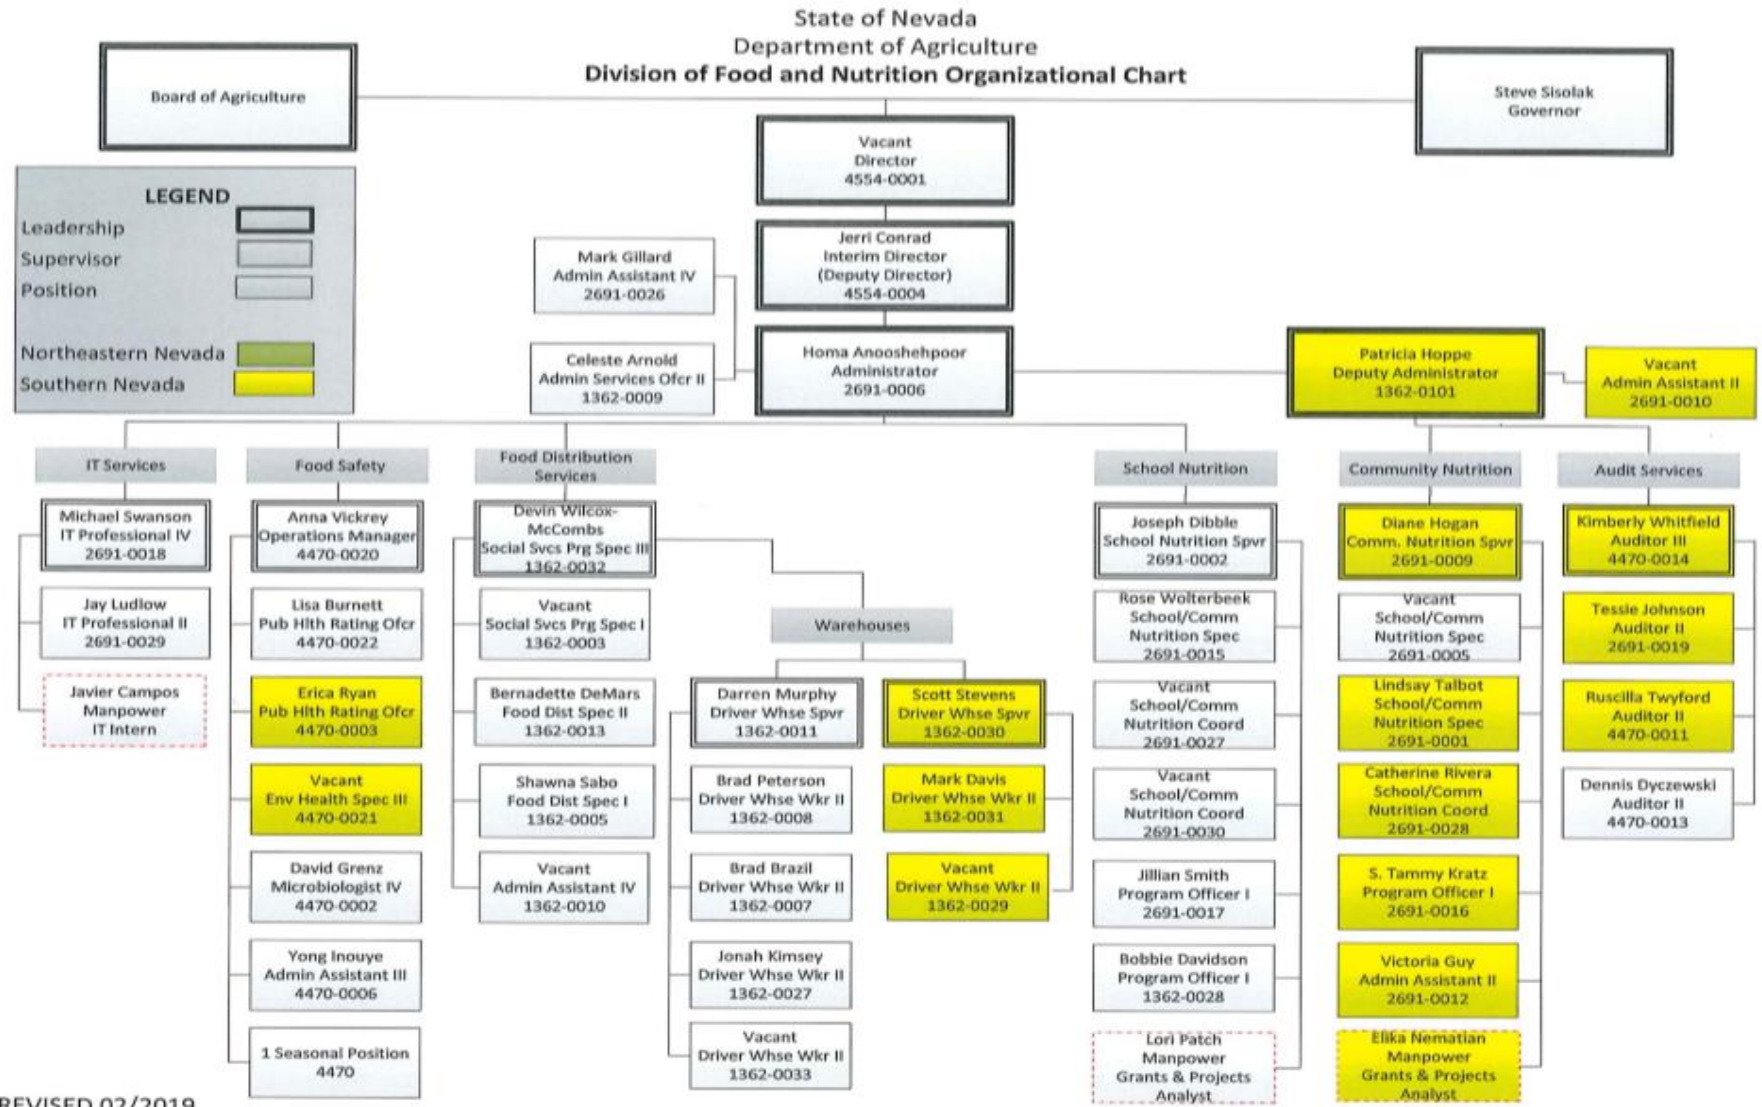 State of Nevada
Department of Agriculture
Division of Food and Nutrition Organizational Chart
Board of Agriculture
Steve Sisolak
Governor
Vacant
Director
4554-0001
LEGEND
Leadership
Supervisor
Position
Northeastern Nevada
Southern Nevada
Jerri Conrad
Interim Director
(Deputy Director)
4554-0004
Mark Gillard
Admin Assistant IV
2691-0026
Celeste Arnold
Admin Services Ofcr II
1362-0009
Homa Anooshehpoor
Administrator
2691-0006
Patricia Hoppe
Deputy Administrator
1362-0101
Vacant
Admin Assistant II
2691-0010
IT Services
Michael Swanson
IT Professional IV
2691-0018
Jay Ludlow
IT Professional II
2691-0029
Javier Campos
Manpower
IT Intern
Food Safety
Anna Vickrey
Operations Manager
4470-0020
Lisa Burnett
Pub Hlth Rating Ofcr
4470-0022
Erica Ryan
Pub Hlth Rating Ofcr
4470-0003
Vacant
Env Health Spec III
4470-0021
David Grenz
Microbiologist IV
4470-0002
Yong Inouye
Admin Assistant III
4470-0006
1 Seasonal Position
4470
Food Distribution
Services
Devin Wilcox-
McCombs
Social Svcs Prg Spec III
1362-0032
Vacant
Social Svcs Prg Spec I
1362-0003
Bernadette DeMars
Food Dist Spec II
1362-0013
Shawna Sabo
Food Dist Spec I
1362-0005
Vacant
Admin Assistant IV
1362-0010
Warehouses
Darren Murphy
Driver Whse Spvr
1362-0011
Brad Peterson
Driver Whse Wkr II
1362-0008
Brad Brazil
Driver Whse Wkr II
1362-0007
Jonah Kimsey
Driver Whse Wkr II
1362-0027
Vacant
Driver Whse Wkr II
1362-0033
Scott Stevens
Driver Whse Spvr
1362-0030
Mark Davis
Driver Whse Wkr II
1362-0031
Vacant
Driver Whse Wkr II
1362-0029
School Nutrition
Joseph Dibble
School Nutrition Spvr
2691-0002
Rose Wolterbeek
School/Comm
Nutrition Spec
2691-0015
Vacant
School/Comm
Nutrition Coord
2691-0027
Vacant
School/Comm
Nutrition Coord
2691-0030
Jillian Smith
Program Officer I
2691-0017
Bobbie Davidson
Program Officer I
1362-0028
Lori Patch
Manpower
Grants & Projects
Analyst
Community Nutrition
Diane Hogan
Comm. Nutrition Spvr
2691-0009
Vacant
School/Comm
Nutrition Spec
2691-0005
Lindsay Talbot
School/Comm
Nutrition Spec
2691-0001
Catherine Rivera
School/Comm
Nutrition Coord
2691-0028
S. Tammy Kratz
Program Officer I
2691-0016
Victoria Guy
Admin Assistant II
2691-0012
Elika Nematian
Manpower
Grants & Projects
Analyst
Audit Services
Kimberly Whitfield
Auditor III
4470-0014
Tessie Johnson
Auditor II
2691-0019
Ruscilla Twyford
Auditor II
4470-0011
Dennis Dyczewski
Auditor II
4470-0013
REVISED 02/2019